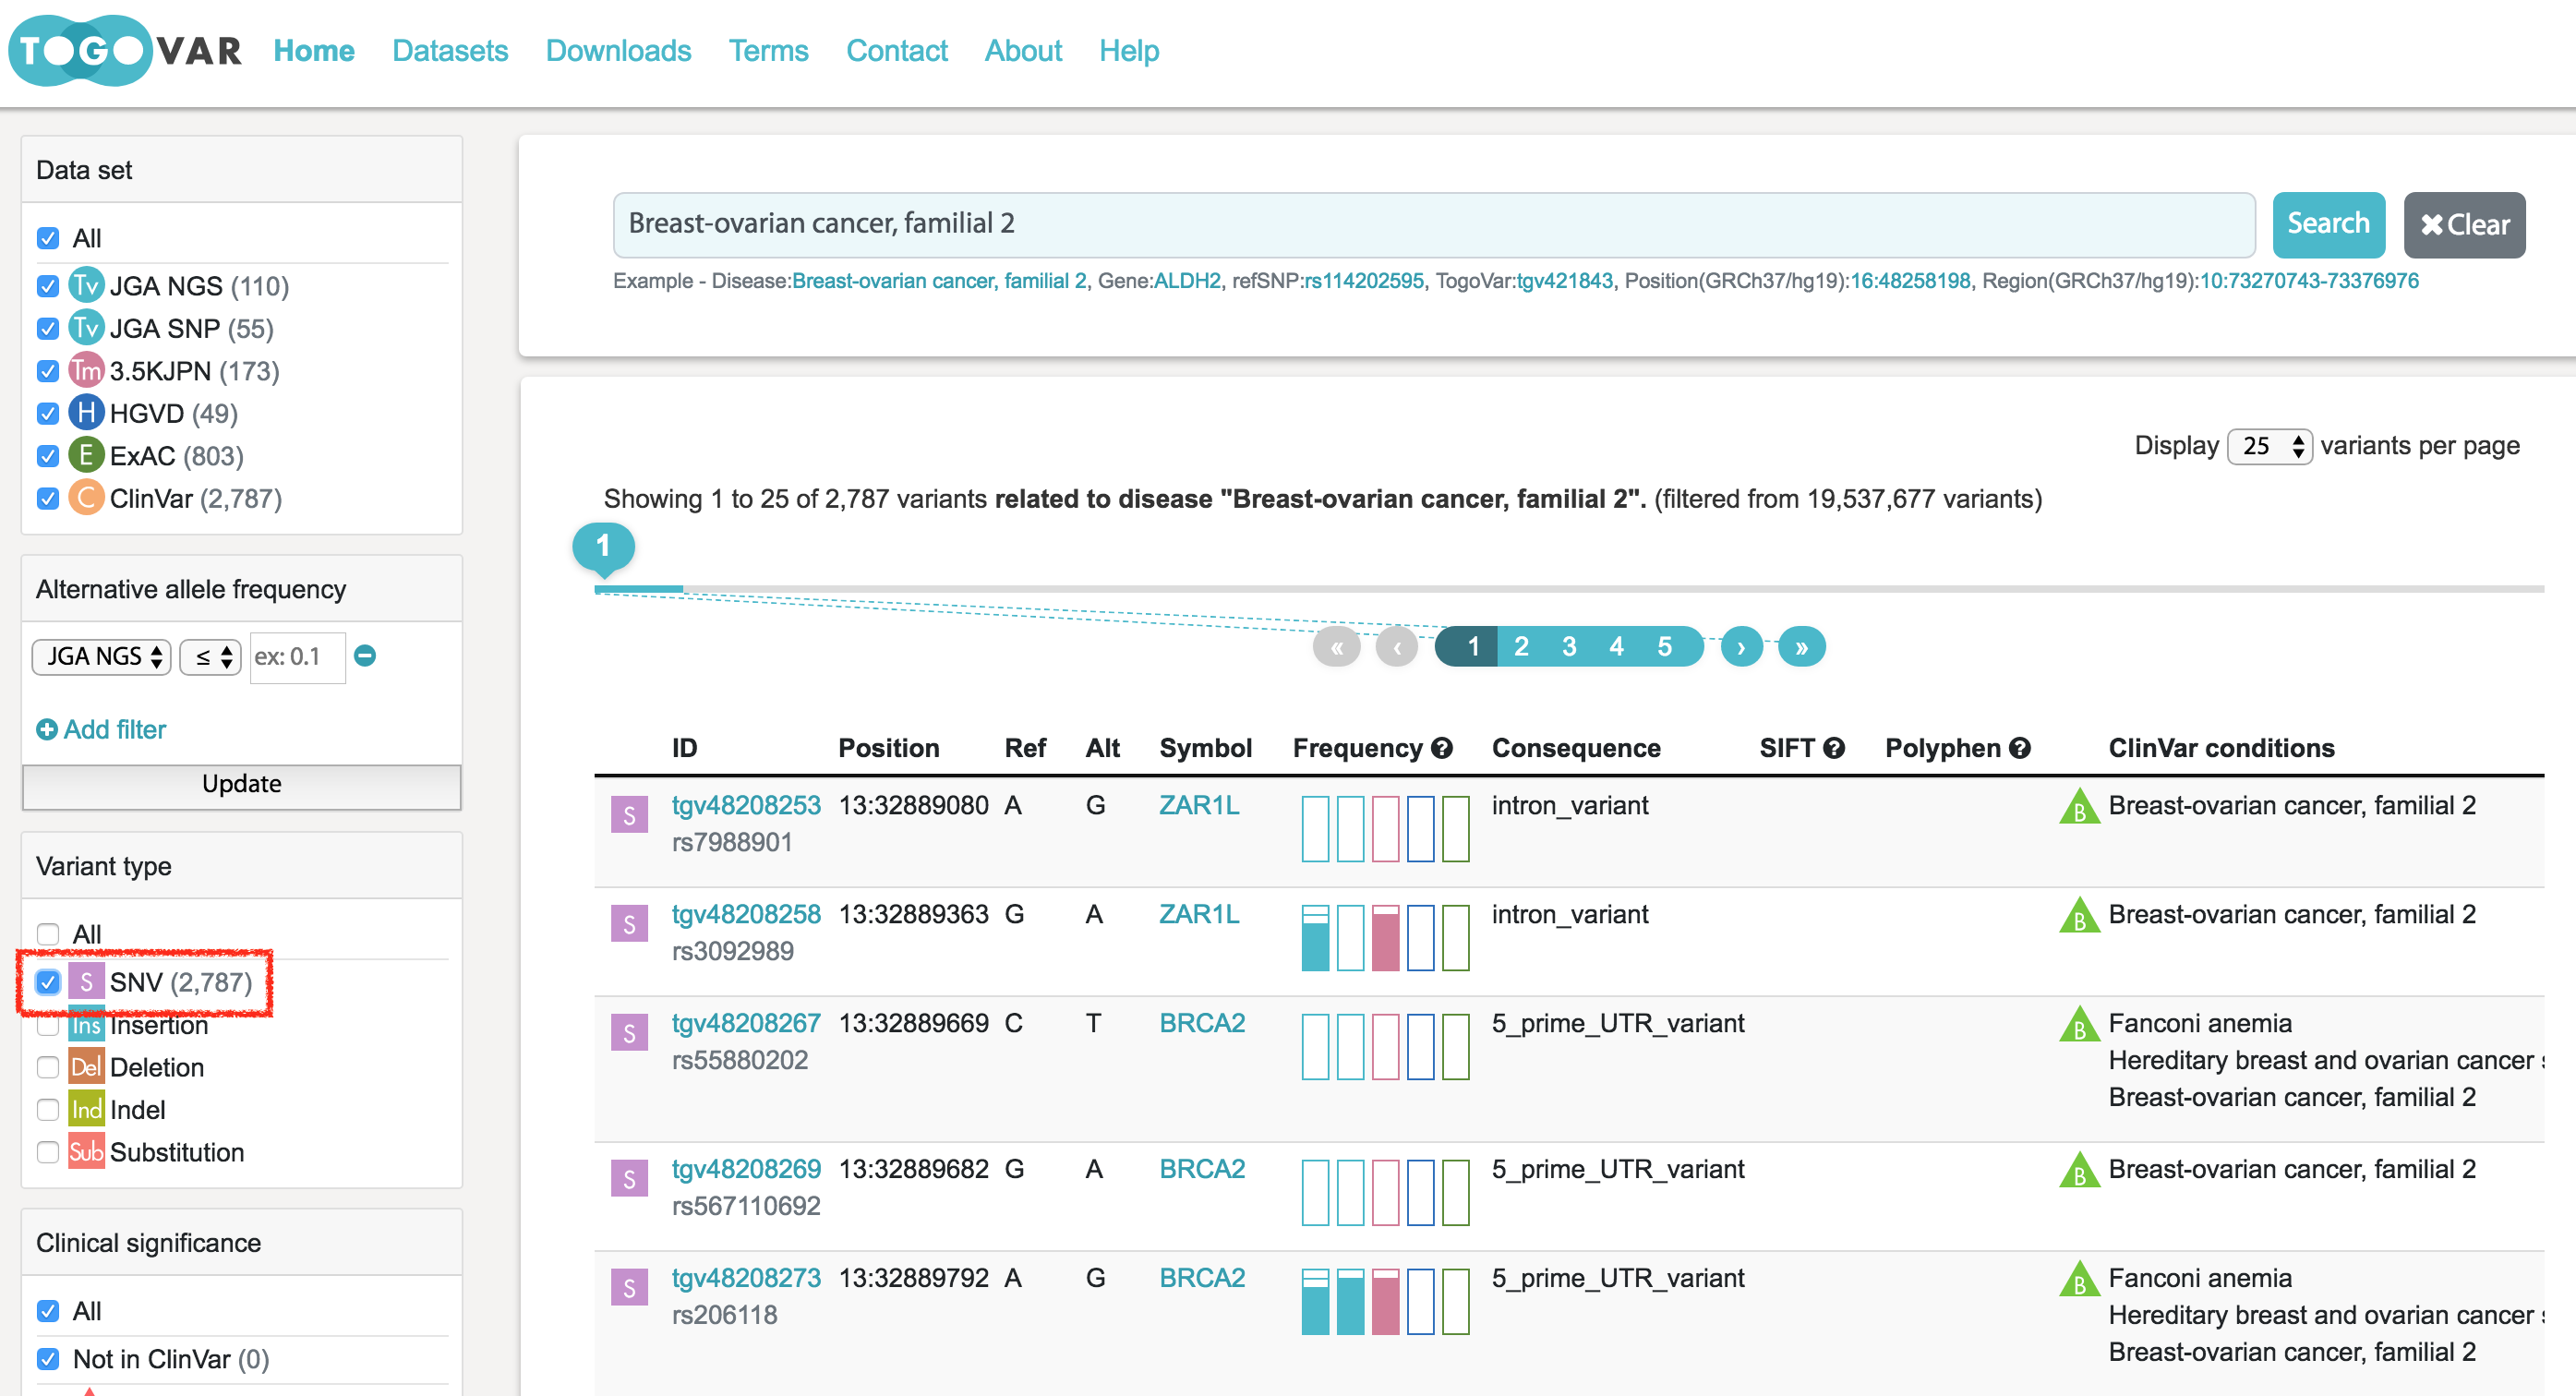 TOGOVAR Home Datasets Downloads Terms Contact About Help
Data set
All
Tv JGA NGS (110)
Tv JGA SNP (55)
Tm 3.5KJPN (173)
H HGVD (49)
E ExAC (803)
C ClinVar (2,787)
Alternative allele frequency
JGA NGS ≤ ex: 0.1
Add filter
Update
Variant type
All
S SNV (2,787)
Ins Insertion
Del Deletion
Ind Indel
Sub Substitution
Clinical significance
All
Not in ClinVar (0)
Breast-ovarian cancer, familial 2 Search Clear
Example - Disease:Breast-ovarian cancer, familial 2, Gene:ALDH2, refSNP:rs114202595, TogoVar:tgv421843, Position(GRCh37/hg19):16:48258198, Region(GRCh37/hg19):10:73270743-73376976
Display 25 variants per page
Showing 1 to 25 of 2,787 variants related to disease "Breast-ovarian cancer, familial 2". (filtered from 19,537,677 variants)
1
« ‹ 1 2 3 4 5 › »
ID Position Ref Alt Symbol Frequency ? Consequence SIFT ? Polyphen ? ClinVar conditions
S tgv48208253 13:32889080 A G ZAR1L intron_variant B Breast-ovarian cancer, familial 2
rs7988901
S tgv48208258 13:32889363 G A ZAR1L intron_variant B Breast-ovarian cancer, familial 2
rs3092989
S tgv48208267 13:32889669 C T BRCA2 5_prime_UTR_variant B Fanconi anemia
rs55880202 Hereditary breast and ovarian cancer
Breast-ovarian cancer, familial 2
S tgv48208269 13:32889682 G A BRCA2 5_prime_UTR_variant B Breast-ovarian cancer, familial 2
rs567110692
S tgv48208273 13:32889792 A G BRCA2 5_prime_UTR_variant B Fanconi anemia
rs206118 Hereditary breast and ovarian cancer
Breast-ovarian cancer, familial 2